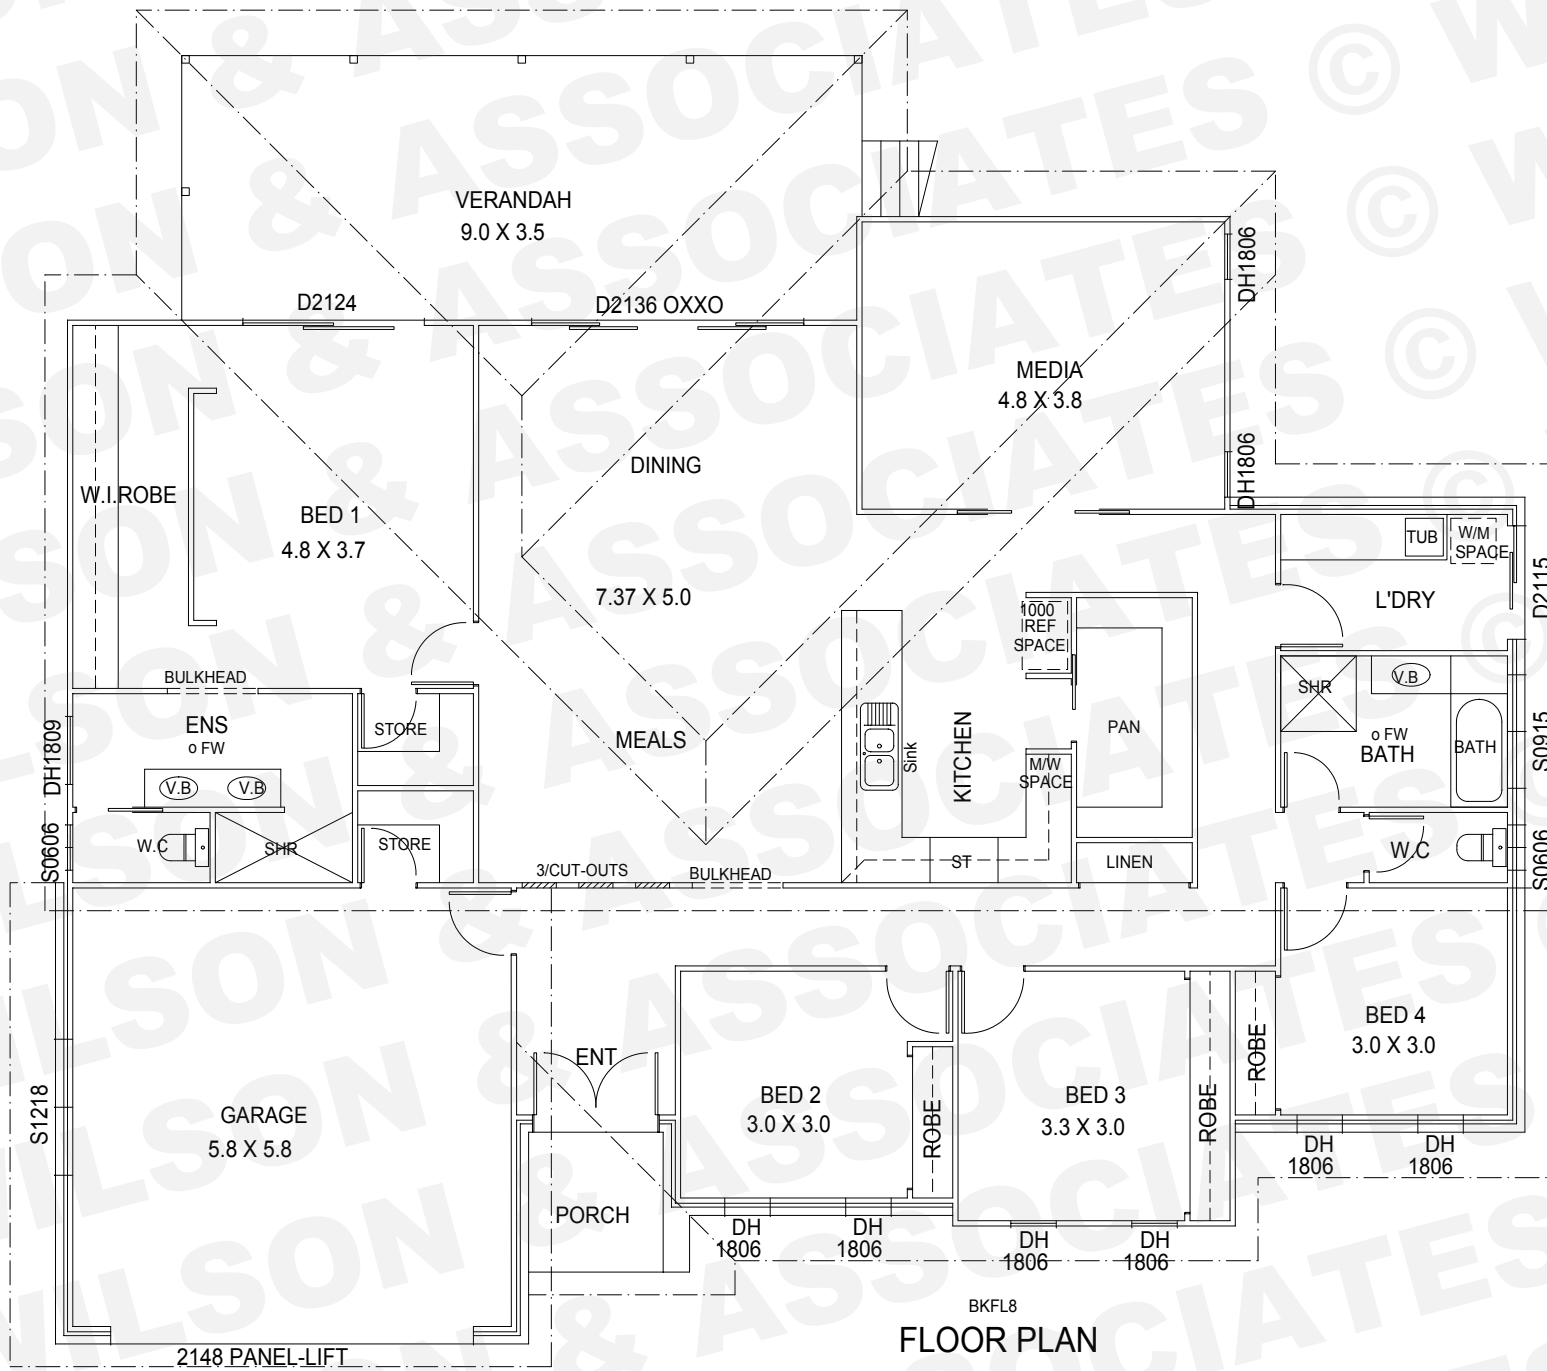 WILSON & ASSOCIATES ©
VERANDAH
9.0 X 3.5
D2124
D2136 OXXO
DH1806
MEDIA
4.8 X 3.8
DH1806
DINING
W.I.ROBE
BED 1
4.8 X 3.7
7.37 X 5.0
TUB
W/M
SPACE
L'DRY
D2115
1000
REF
SPACE
BULKHEAD
ENS
o FW
STORE
MEALS
DH1809
V.B
V.B
Sink
KITCHEN
PAN
M/W
SPACE
SHR
V.B
o FW
BATH
BATH
S0915
S0606
W.C
SHR
STORE
3/CUT-OUTS
BULKHEAD
ST
LINEN
W.C
S0606
S1218
GARAGE
5.8 X 5.8
ENT
PORCH
BED 2
3.0 X 3.0
ROBE
BED 3
3.3 X 3.0
ROBE
ROBE
BED 4
3.0 X 3.0
DH
1806
DH
1806
DH
1806
DH
1806
DH
1806
DH
1806
2148 PANEL-LIFT
BKFL8
FLOOR PLAN